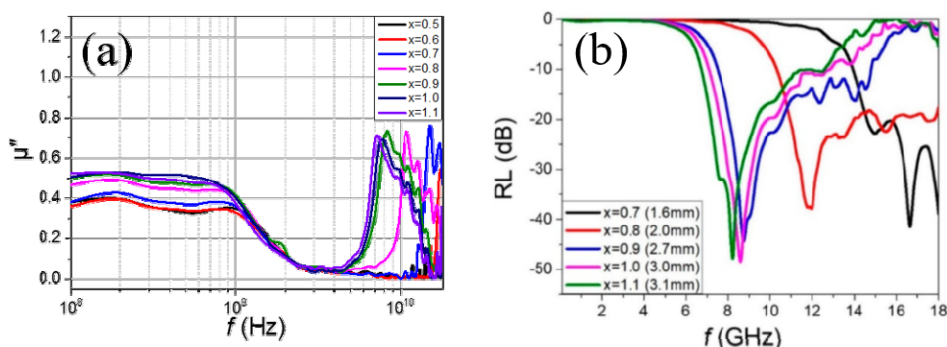 (a)
1.2
1.0
0.8
0.6
0.4
0.2
0.0
μ″
x=0.5
x=0.6
x=0.7
x=0.8
x=0.9
x=1.0
x=1.1
10⁸
10⁹
10¹⁰
f (Hz)
(b)
0
-10
-20
-30
-40
-50
RL (dB)
x=0.7 (1.6mm)
x=0.8 (2.0mm)
x=0.9 (2.7mm)
x=1.0 (3.0mm)
x=1.1 (3.1mm)
2 4 6 8 10 12 14 16 18
f (GHz)